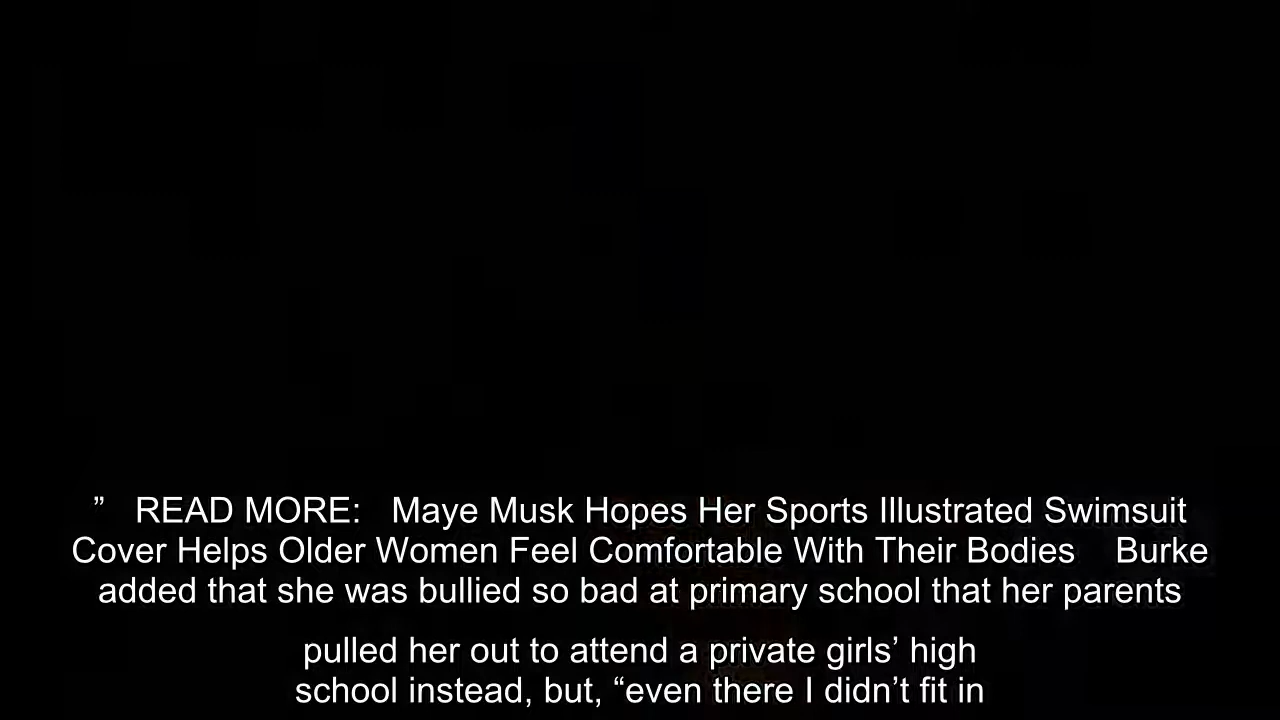 ” READ MORE: Maye Musk Hopes Her Sports Illustrated Swimsuit
Cover Helps Older Women Feel Comfortable With Their Bodies Burke
added that she was bullied so bad at primary school that her parents
pulled her out to attend a private girls’ high
school instead, but, “even there I didn’t fit in